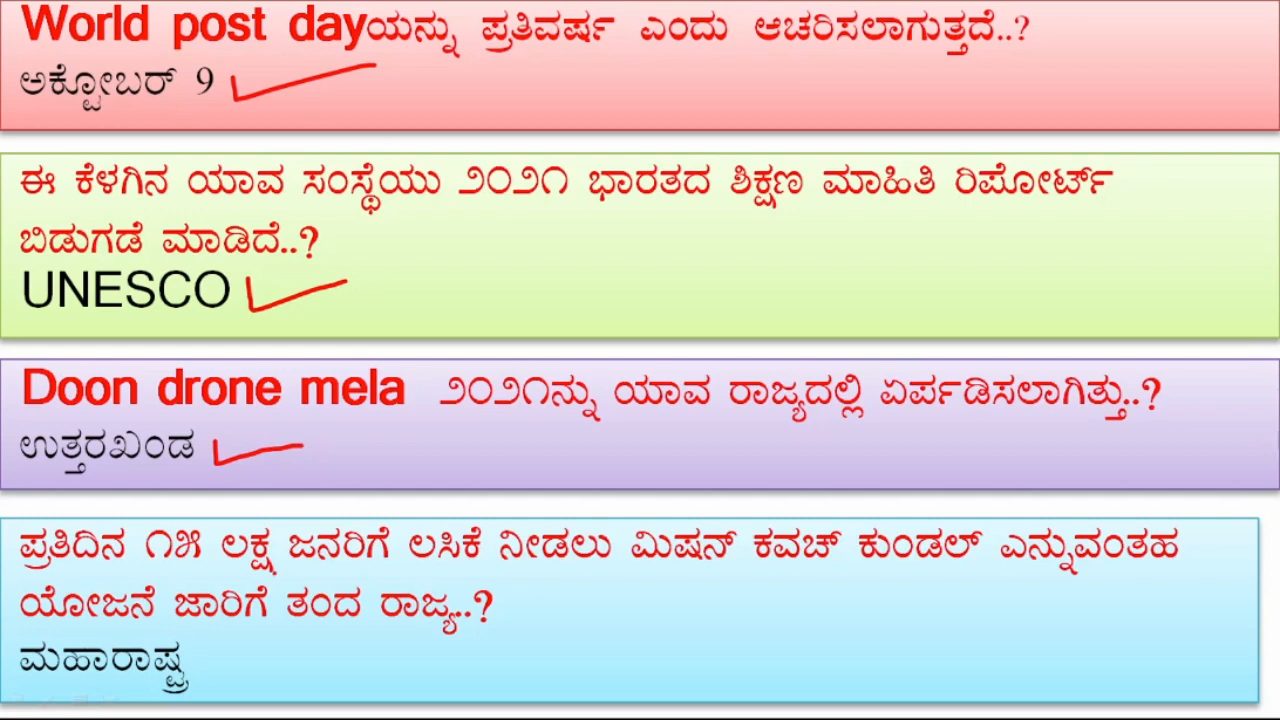 World post dayಯನ್ನು ಪ್ರತಿವರ್ಷ ಎಂದು ಆಚರಿಸಲಾಗುತ್ತದೆ..?
ಅಕ್ಟೋಬರ್ 9
ಈ ಕೆಳಗಿನ ಯಾವ ಸಂಸ್ಥೆಯು ೨೦೨೧ ಭಾರತದ ಶಿಕ್ಷಣ ಮಾಹಿತಿ ರಿಪೋರ್ಟ್
ಬಿಡುಗಡೆ ಮಾಡಿದೆ..?
UNESCO
Doon drone mela ೨೦೨೧ನ್ನು ಯಾವ ರಾಜ್ಯದಲ್ಲಿ ಏರ್ಪಡಿಸಲಾಗಿತ್ತು..?
ಉತ್ತರಖಂಡ
ಪ್ರತಿದಿನ ೧೫ ಲಕ್ಷ ಜನರಿಗೆ ಲಸಿಕೆ ನೀಡಲು ಮಿಷನ್ ಕವಚ್ ಕುಂಡಲ್ ಎನ್ನುವಂತಹ
ಯೋಜನೆ ಜಾರಿಗೆ ತಂದ ರಾಜ್ಯ..?
ಮಹಾರಾಷ್ಟ್ರ